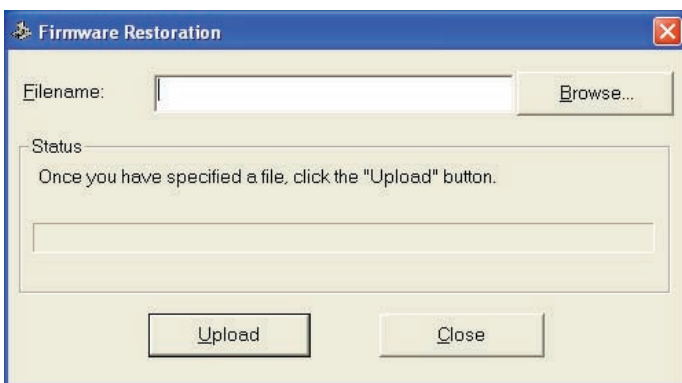 Firmware Restoration
Filename:
Browse...
Status
Once you have specified a file, click the "Upload" button.
Upload
Close